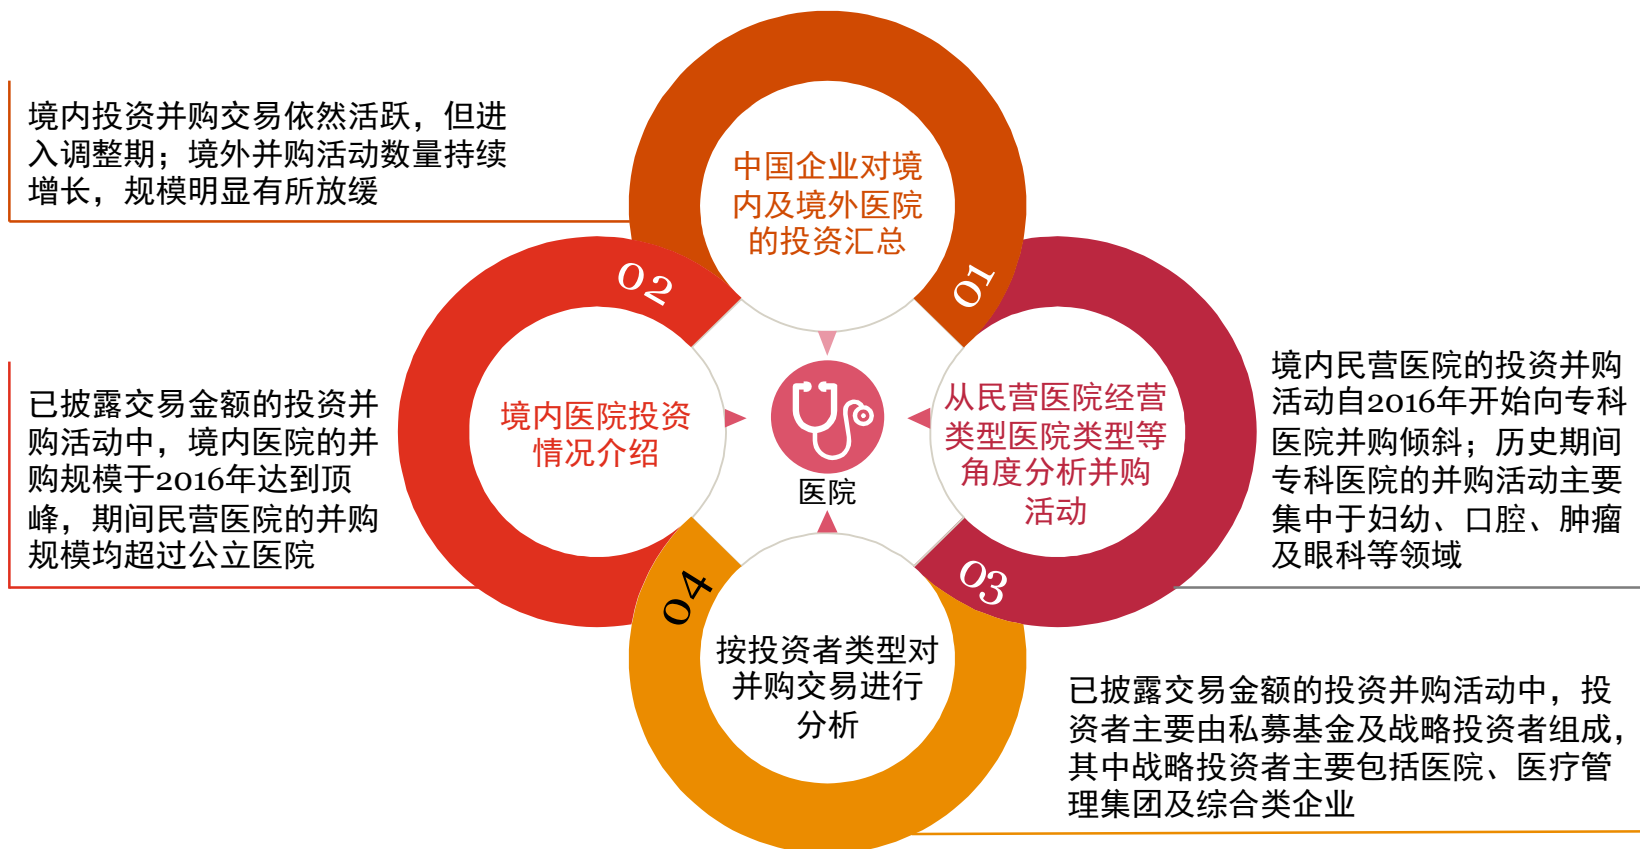 境内投资并购交易依然活跃，但进
入调整期；境外并购活动数量持续
增长，规模明显有所放缓
中国企业对境
内及境外医院
的投资汇总
01
02
境内医院投资
情况介绍
已披露交易金额的投资并
购活动中，境内医院的并
购规模于2016年达到顶
峰，期间民营医院的并购
规模均超过公立医院
医院
从民营医院经营
类型医院类型等
角度分析并购
活动
03
境内民营医院的投资并购
活动自2016年开始向专科
医院并购倾斜；历史期间
专科医院的并购活动主要
集中于妇幼、口腔、肿瘤
及眼科等领域
04
按投资者类型对
并购交易进行
分析
已披露交易金额的投资并购活动中，投
资者主要由私募基金及战略投资者组成，
其中战略投资者主要包括医院、医疗管
理集团及综合类企业